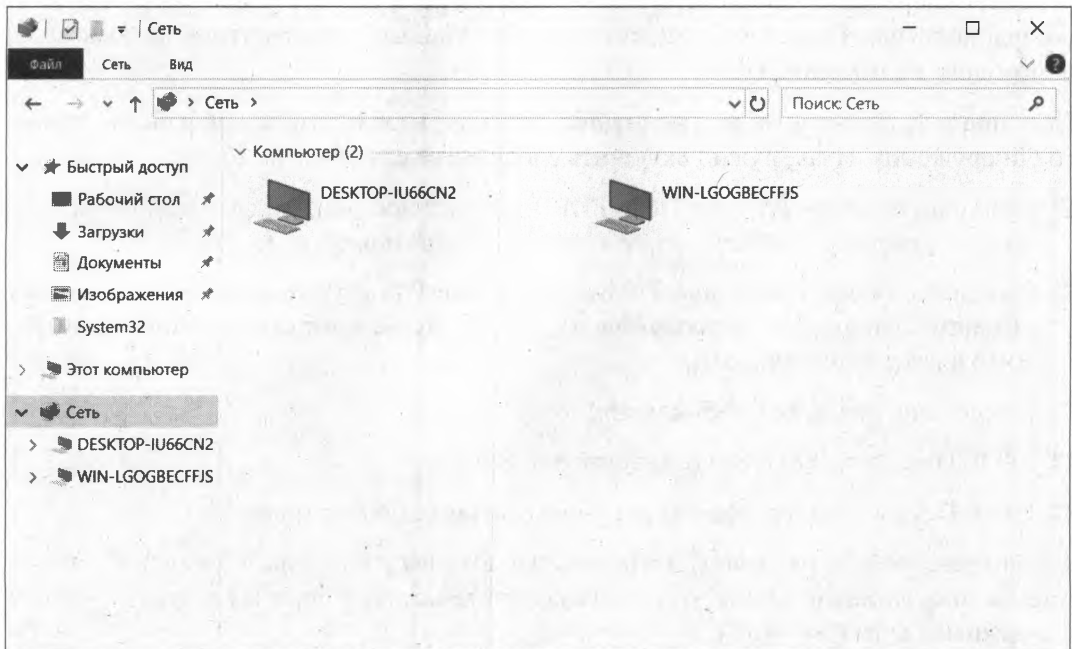 Сеть
Файл Сеть Вид
Сеть
Поиск: Сеть
Быстрый доступ
Рабочий стол
Загрузки
Документы
Изображения
System32
Этот компьютер
Сеть
DESKTOP-IU66CN2
WIN-LGOGBECFFJS
Компьютер (2)
DESKTOP-IU66CN2
WIN-LGOGBECFFJS